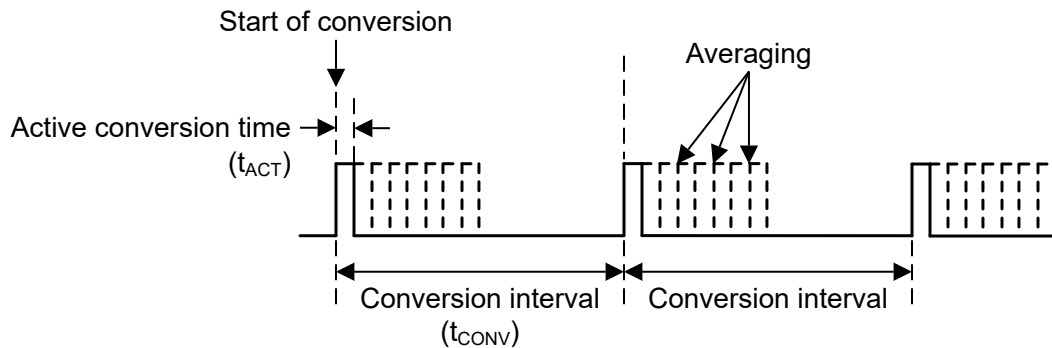 Start of conversion
Averaging
Active conversion time
(tACT)
Conversion interval
(tCONV)
Conversion interval